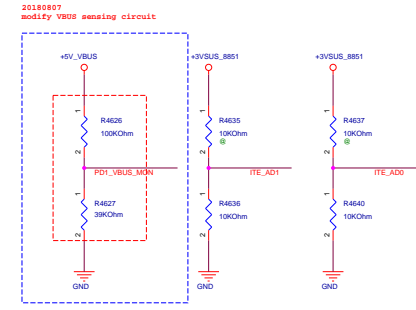 20180807
modify VBUS sensing circuit
+5V_VBUS
+3VSUS_8851
+3VSUS_8851
1
R4626
100KOhm
2
1
R4635
10KOhm
@
2
1
R4637
10KOhm
@
2
PD1_VBUS_MON
ITE_AD1
ITE_AD0
1
R4627
39KOhm
2
1
R4636
10KOhm
2
1
R4640
10KOhm
2
GND
GND
GND